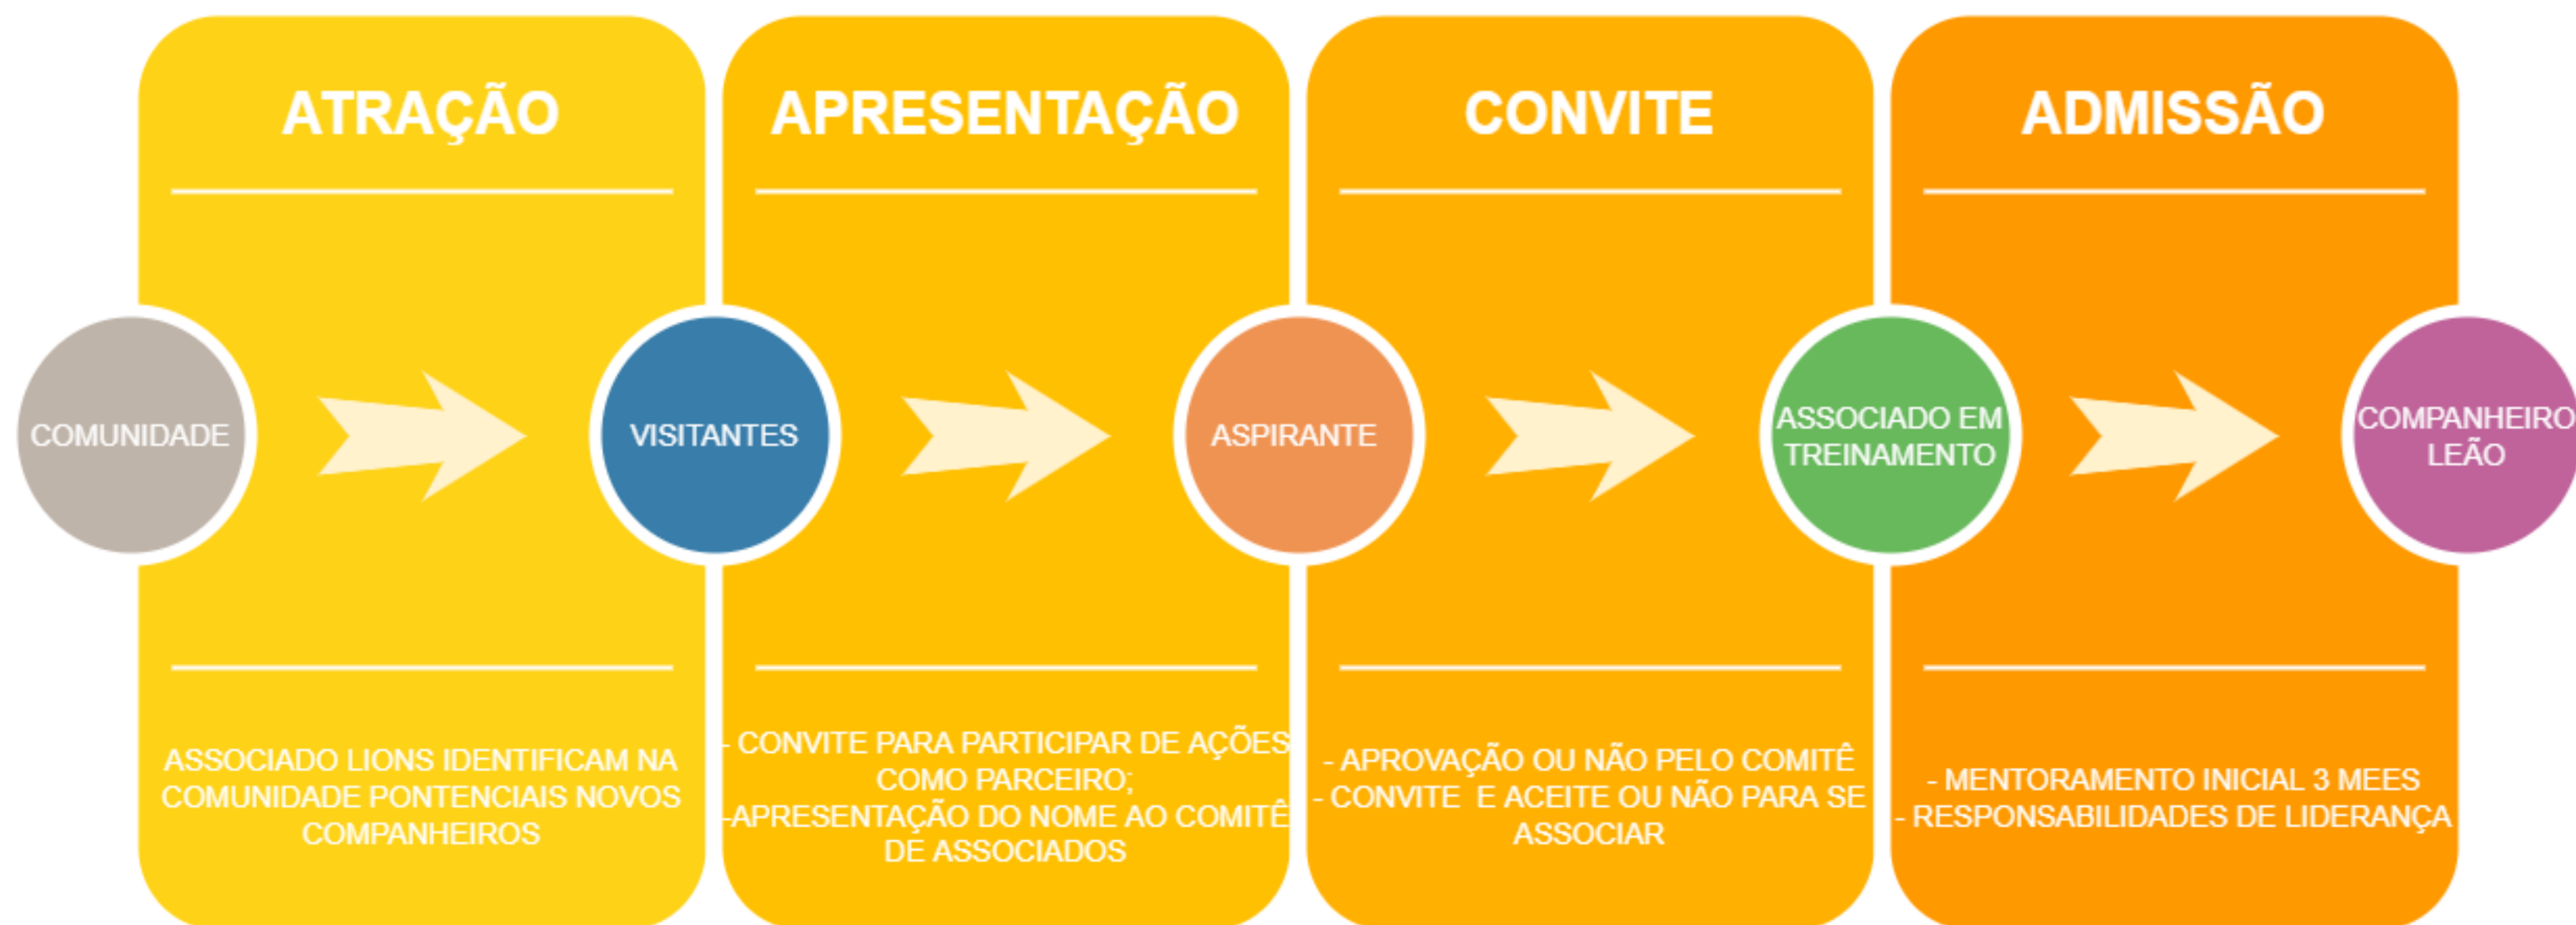 ATRAÇÃO
APRESENTAÇÃO
CONVITE
ADMISSÃO
COMUNIDADE
VISITANTES
ASPIRANTE
ASSOCIADO EM
TREINAMENTO
COMPANHEIRO
LEÃO
ASSOCIADO LIONS IDENTIFICAM NA
COMUNIDADE PONTENCIAIS NOVOS
COMPANHEIROS
- CONVITE PARA PARTICIPAR DE AÇÕES
COMO PARCEIRO;
-APRESENTAÇÃO DO NOME AO COMITÊ
DE ASSOCIADOS
- APROVAÇÃO OU NÃO PELO COMITÊ
- CONVITE  E ACEITE OU NÃO PARA SE
ASSOCIAR
- MENTORAMENTO INICIAL 3 MEES
- RESPONSABILIDADES DE LIDERANÇA